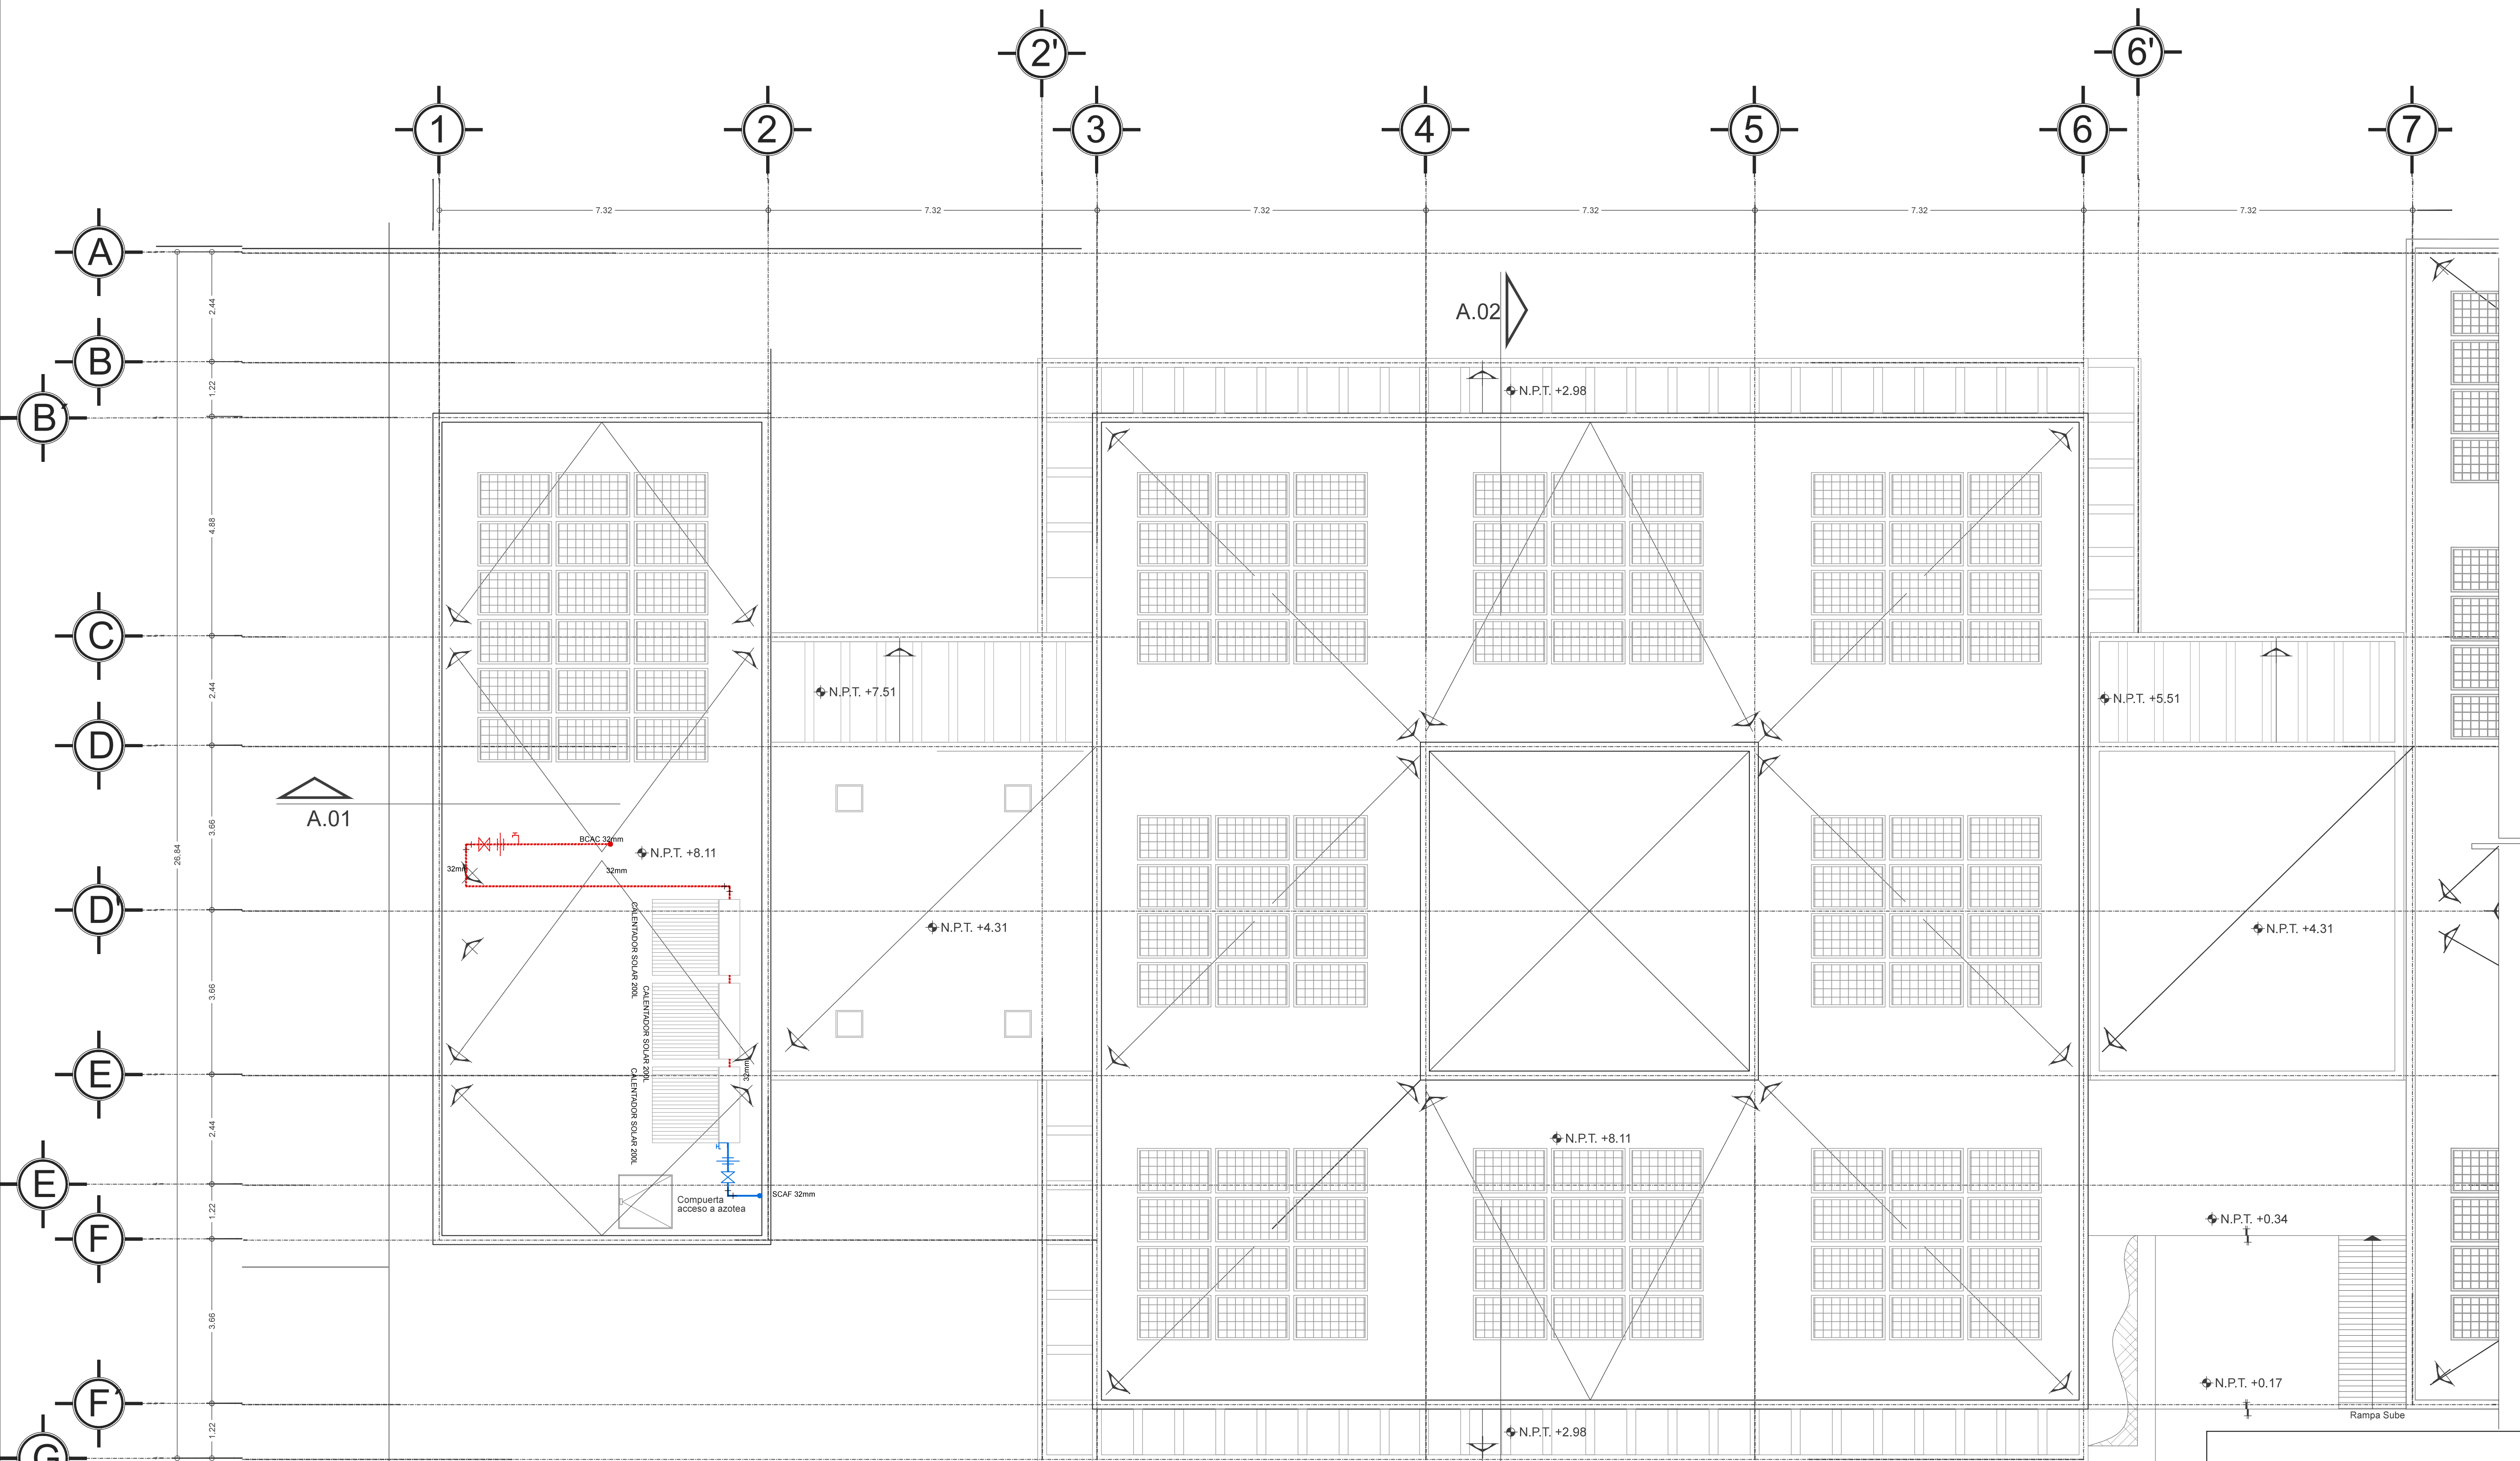 2'
6'
1
2
3
4
5
6
7
7.32
7.32
7.32
7.32
7.32
7.32
A
2.44
A.02
B
1.22
N.P.T. +2.98
B'
4.88
C
2.44
N.P.T. +7.51
N.P.T. +5.51
D
A.01
3.66
26.84
BCAC 32mm
N.P.T. +8.11
32mm
32mm
D'
CALENTADOR SOLAR 200L
N.P.T. +4.31
N.P.T. +4.31
3.66
CALENTADOR SOLAR 200L
E
32mm
CALENTADOR SOLAR 200L
2.44
N.P.T. +8.11
E
SCAF 32mm
Compuerta
acceso a azotea
1.22
N.P.T. +0.34
F
3.66
N.P.T. +0.17
F'
Rampa Sube
1.22
N.P.T. +2.98
G